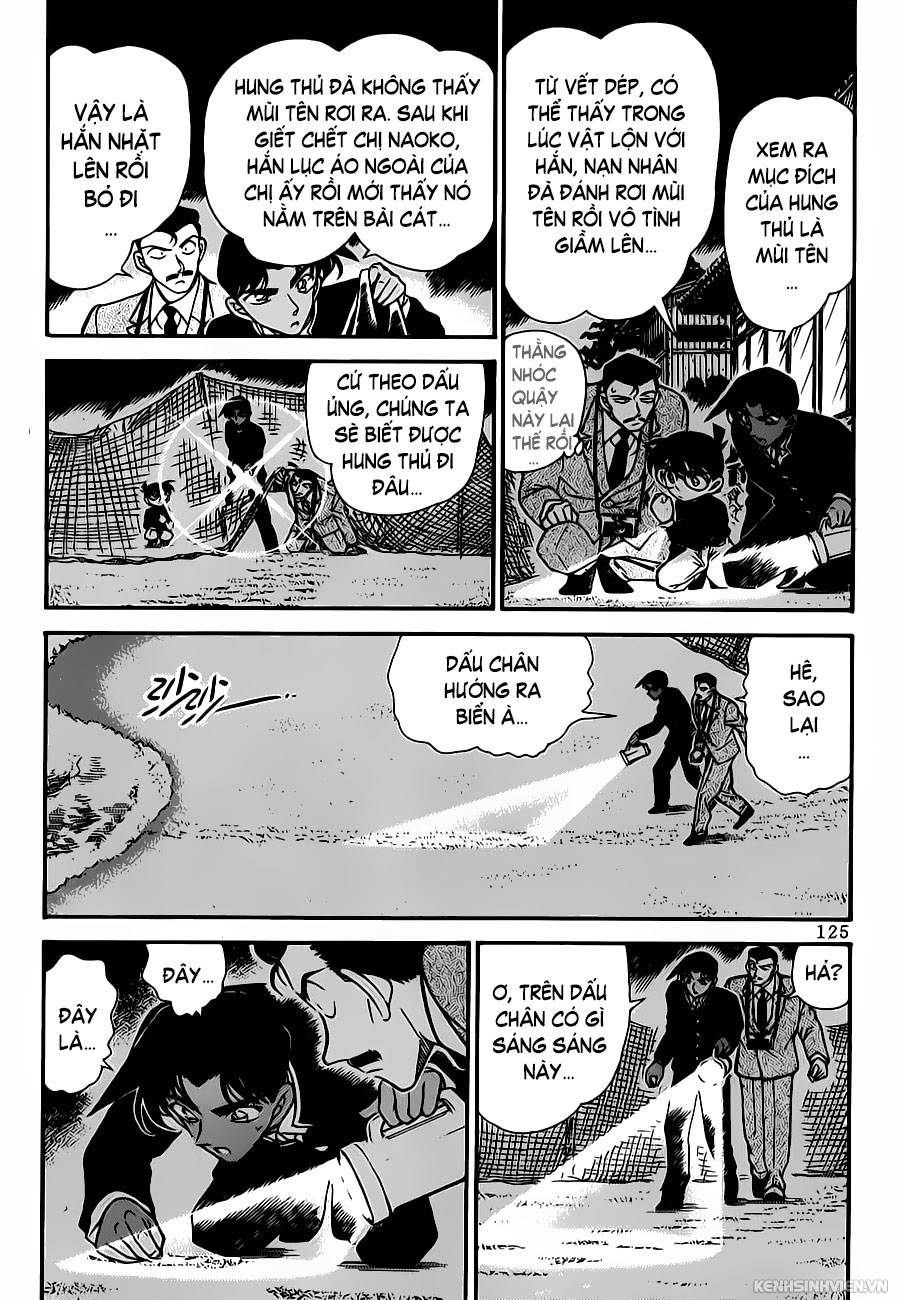 XEM RA
MỤC ĐÍCH
CỦA HUNG
THỦ LÀ
MŨI TÊN
...
TỪ VẾT DÉP, CÓ
THỂ THẤY TRONG
LÚC VẬT LỘN VỚI
HẮN, NẠN NHÂN
ĐÃ ĐÁNH RƠI MŨI
TÊN RỒI VÔ TÌNH
GIẪM LÊN...
THẰNG
NHÓC
QUẬY
NÀY LẠI
THẾ RỒI
...
HUNG THỦ ĐÃ KHÔNG THẤY
MŨI TÊN RƠI RA. SAU KHI
GIẾT CHẾT CHỊ NAOKO,
HẮN LỤC ÁO NGOÀI CỦA
CHỊ ẤY RỒI MỚI THẤY NÓ
NẰM TRÊN BÃI CÁT...
VẬY LÀ
HẮN NHẶT
LÊN RỒI
BỎ ĐI
...
CỨ THEO DẤU
ỦNG, CHÚNG TA
SẼ BIẾT ĐƯỢC
HUNG THỦ ĐI
ĐÂU...
HÊ,
SAO
LẠI
...
DẤU CHÂN
HƯỚNG RA
BIỂN À...
125
HẢ?
Ơ, TRÊN DẤU
CHÂN CÓ GÌ
SÁNG SÁNG
NÀY...
ĐÂY...
ĐÂY
LÀ...
KENHSINHVIEN.VN